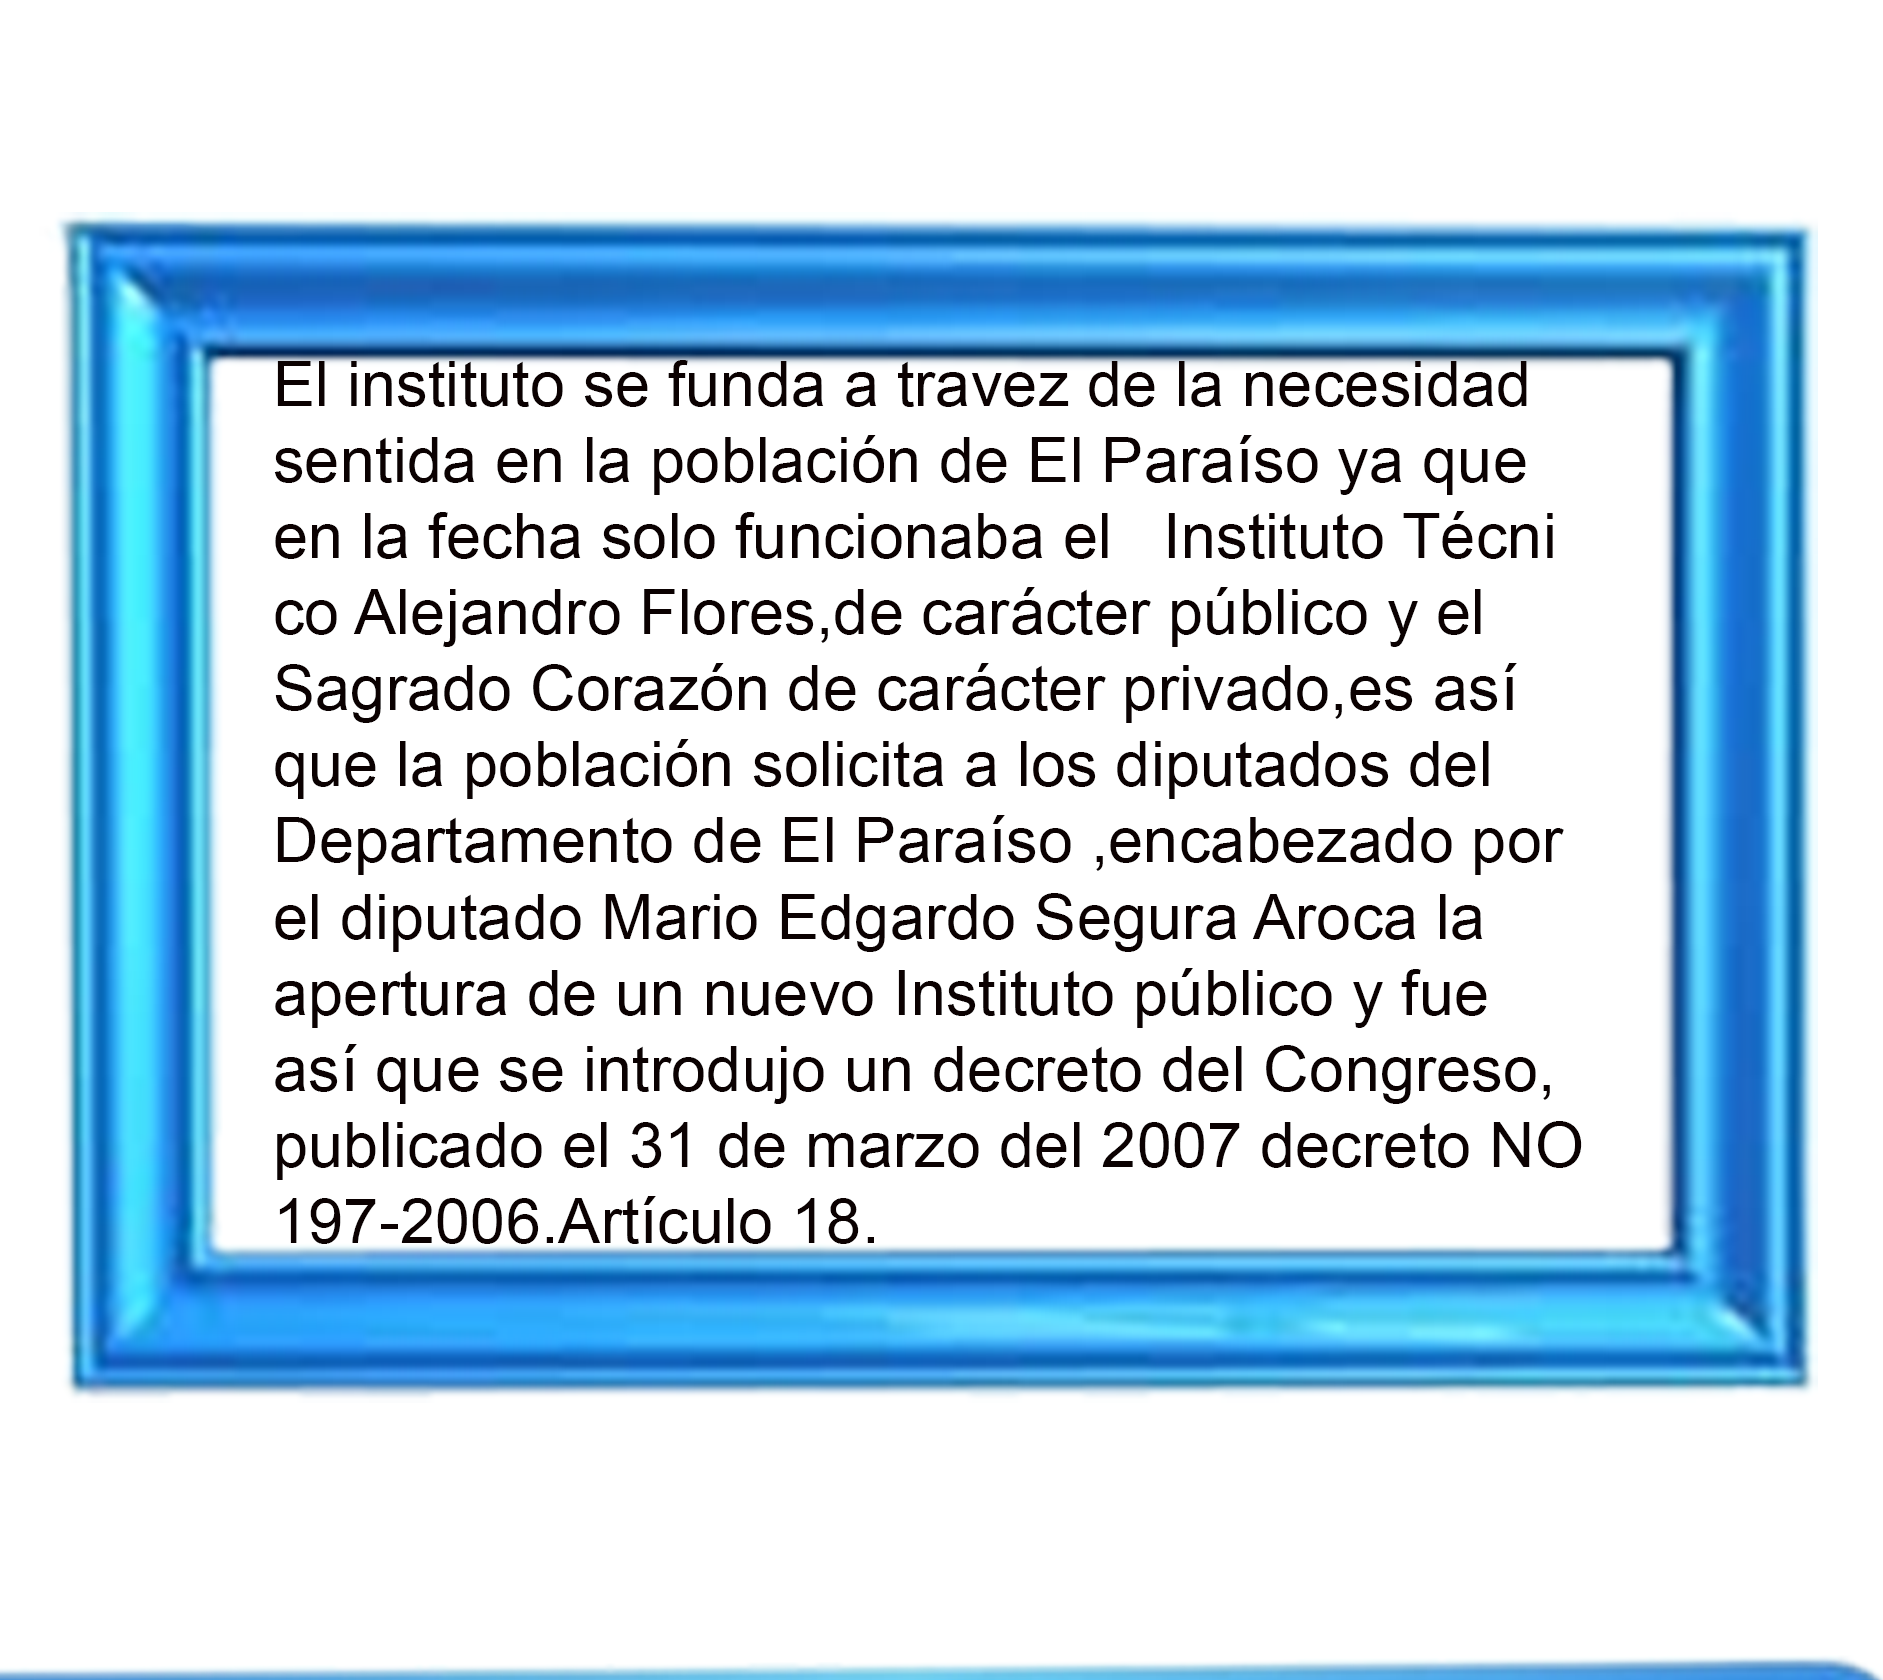 El instituto se funda a travez de la necesidad
sentida en la población de El Paraíso ya que
en la fecha solo funcionaba el   Instituto Técni
co Alejandro Flores,de carácter público y el
Sagrado Corazón de carácter privado,es así
que la población solicita a los diputados del
Departamento de El Paraíso ,encabezado por
el diputado Mario Edgardo Segura Aroca la
apertura de un nuevo Instituto público y fue
así que se introdujo un decreto del Congreso,
publicado el 31 de marzo del 2007 decreto NO
197-2006.Artículo 18.